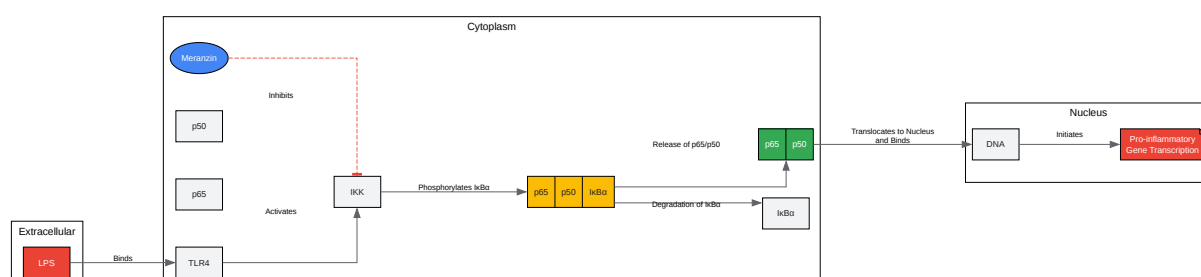 Cytoplasm
Meranzin
Inhibits
p50
p65
Activates
TLR4
Extracellular
LPS
Binds
IKK
Phosphorylates IκBα
p65 p50 IκBα
Release of p65/p50
Degradation of IκBα
p65 p50
IκBα
Translocates to Nucleus
and Binds
Nucleus
DNA
Initiates
Pro-inflammatory
Gene Transcription